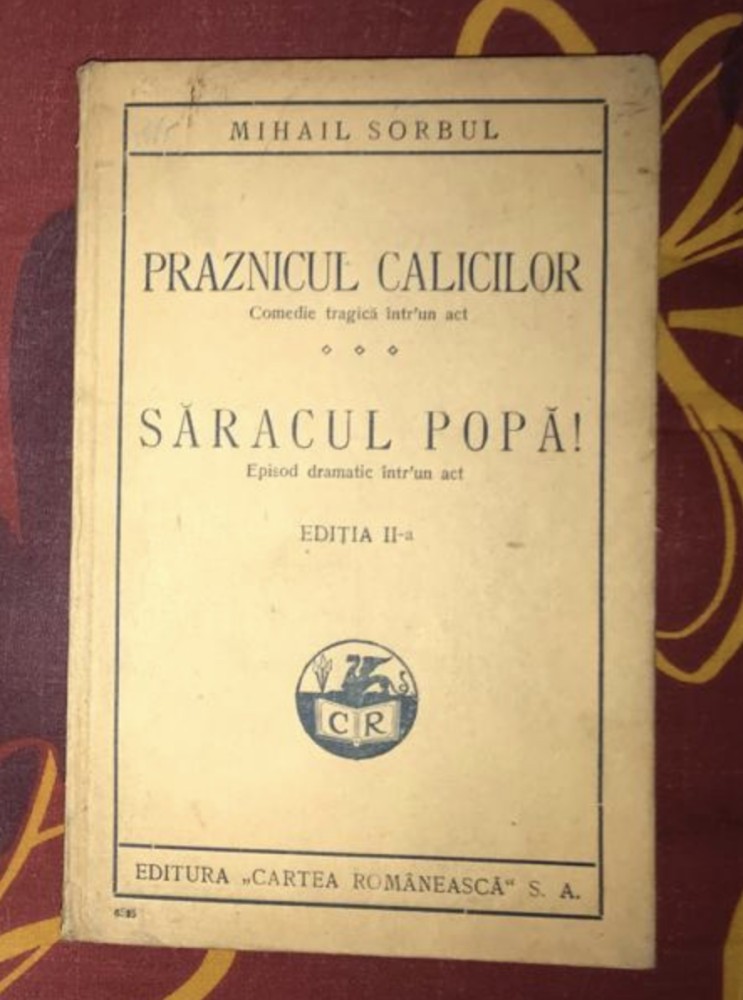 MIHAIL SORBUL
PRAZNICUL CALICILOR
Comedie tragică într'un act
SĂRACUL POPĂ!
Episod dramatic într'un act
EDIȚIA II-a
C R
EDITURA „CARTEA ROMÂNEASCĂ“ S. A.